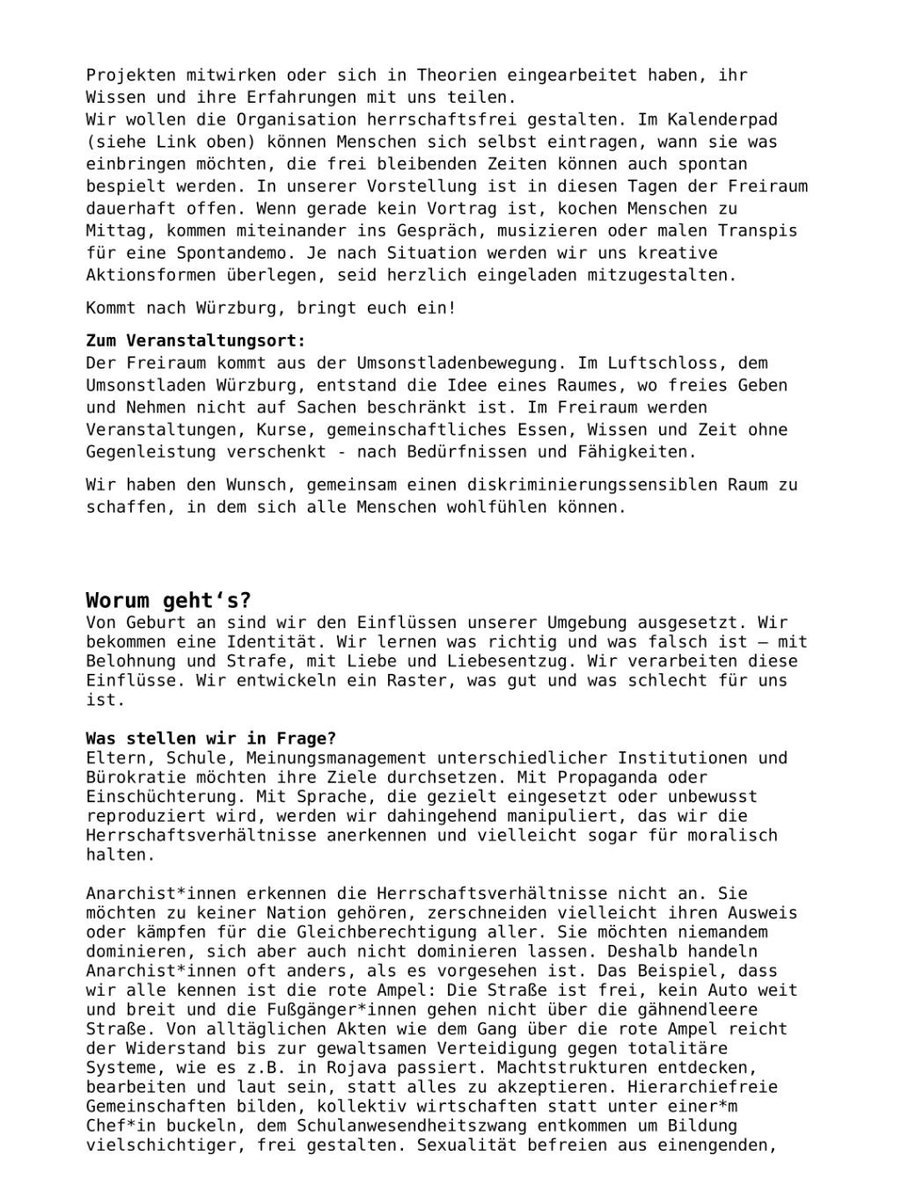 Projekten mitwirken oder sich in Theorien eingearbeitet haben, ihr
Wissen und ihre Erfahrungen mit uns teilen.
Wir wollen die Organisation herrschaftsfrei gestalten. Im Kalenderpad
(siehe Link oben) können Menschen sich selbst eintragen, wann sie was
einbringen möchten, die frei bleibenden Zeiten können auch spontan
bespielt werden. In unserer Vorstellung ist in diesen Tagen der Freiraum
dauerhaft offen. Wenn gerade kein Vortrag ist, kochen Menschen zu
Mittag, kommen miteinander ins Gespräch, musizieren oder malen Transpis
für eine Spontandemo. Je nach Situation werden wir uns kreative
Aktionsformen überlegen, seid herzlich eingeladen mitzugestalten.
Kommt nach Würzburg, bringt euch ein!
Zum Veranstaltungsort:
Der Freiraum kommt aus der Umsonstladenbewegung. Im Luftschloss, dem
Umsonstladen Würzburg, entstand die Idee eines Raumes, wo freies Geben
und Nehmen nicht auf Sachen beschränkt ist. Im Freiraum werden
Veranstaltungen, Kurse, gemeinschaftliches Essen, Wissen und Zeit ohne
Gegenleistung verschenkt - nach Bedürfnissen und Fähigkeiten.
Wir haben den Wunsch, gemeinsam einen diskriminierungssensiblen Raum zu
schaffen, in dem sich alle Menschen wohlfühlen können.
Worum geht‘s?
Von Geburt an sind wir den Einflüssen unserer Umgebung ausgesetzt. Wir
bekommen eine Identität. Wir lernen was richtig und was falsch ist – mit
Belohnung und Strafe, mit Liebe und Liebesentzug. Wir verarbeiten diese
Einflüsse. Wir entwickeln ein Raster, was gut und was schlecht für uns
ist.
Was stellen wir in Frage?
Eltern, Schule, Meinungsmanagement unterschiedlicher Institutionen und
Bürokratie möchten ihre Ziele durchsetzen. Mit Propaganda oder
Einschüchterung. Mit Sprache, die gezielt eingesetzt oder unbewusst
reproduziert wird, werden wir dahingehend manipuliert, das wir die
Herrschaftsverhältnisse anerkennen und vielleicht sogar für moralisch
halten.
Anarchist*innen erkennen die Herrschaftsverhältnisse nicht an. Sie
möchten zu keiner Nation gehören, zerschneiden vielleicht ihren Ausweis
oder kämpfen für die Gleichberechtigung aller. Sie möchten niemandem
dominieren, sich aber auch nicht dominieren lassen. Deshalb handeln
Anarchist*innen oft anders, als es vorgesehen ist. Das Beispiel, dass
wir alle kennen ist die rote Ampel: Die Straße ist frei, kein Auto weit
und breit und die Fußgänger*innen gehen nicht über die gähnendleere
Straße. Von alltäglichen Akten wie dem Gang über die rote Ampel reicht
der Widerstand bis zur gewaltsamen Verteidigung gegen totalitäre
Systeme, wie es z.B. in Rojava passiert. Machtstrukturen entdecken,
bearbeiten und laut sein, statt alles zu akzeptieren. Hierarchiefreie
Gemeinschaften bilden, kollektiv wirtschaften statt unter einer*m
Chef*in buckeln, dem Schulanwesendheitszwang entkommen um Bildung
vielschichtiger, frei gestalten. Sexualität befreien aus einengenden,